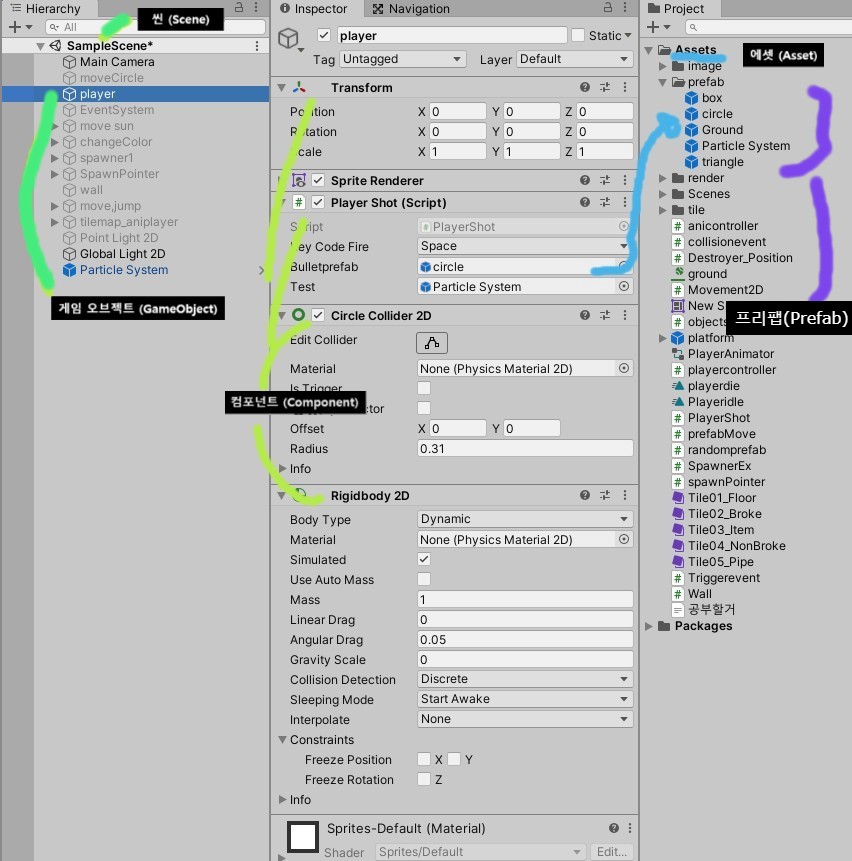 Hierarchy
씬 (Scene)
All
SampleScene*
Main Camera
moveCircle
player
EventSystem
move sun
changeColor
spawner1
SpawnPointer
wall
move,jump
tilemap_aniplayer
Point Light 2D
Global Light 2D
Particle System
게임 오브젝트 (GameObject)
Inspector
Navigation
player
Static
Tag Untagged Layer Default
Transform
Position X 0 Y 0 Z 0
Rotation X 0 Y 0 Z 0
Scale X 1 Y 1 Z 1
Sprite Renderer
Player Shot (Script)
Script PlayerShot
Key Code Fire Space
Bulletprefab circle
Test Particle System
Circle Collider 2D
Edit Collider
Material None (Physics Material 2D)
Is Trigger
컴포넌트 (Component)
Offset X 0 Y 0
Radius 0.31
Info
Rigidbody 2D
Body Type Dynamic
Material None (Physics Material 2D)
Simulated
Use Auto Mass
Mass 1
Linear Drag 0
Angular Drag 0.05
Gravity Scale 0
Collision Detection Discrete
Sleeping Mode Start Awake
Interpolate None
Constraints
Freeze Position X Y
Freeze Rotation Z
Info
Sprites-Default (Material)
Shader Sprites/Default Edit...
Project
Assets
에셋 (Asset)
image
prefab
box
circle
Ground
Particle System
triangle
render
Scenes
tile
anicontroller
collisionevent
Destroyer_Position
ground
Movement2D
New S
프리팹(Prefab)
objects
platform
PlayerAnimator
playercontroller
playerdie
Playeridle
PlayerShot
prefabMove
randomprefab
SpawnerEx
spawnPointer
Tile01_Floor
Tile02_Broke
Tile03_Item
Tile04_NonBroke
Tile05_Pipe
Triggerevent
Wall
공부할거
Packages